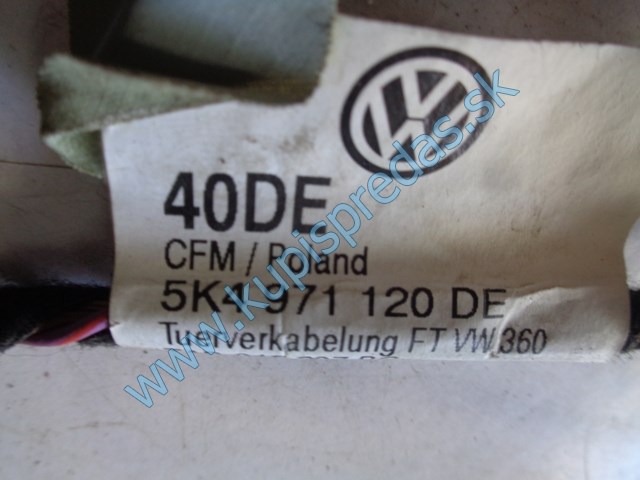 40DE
CFM / Poland
5K4 971 120 DE
Tuerverkabelung FT VW 360
www.kupispredas.sk